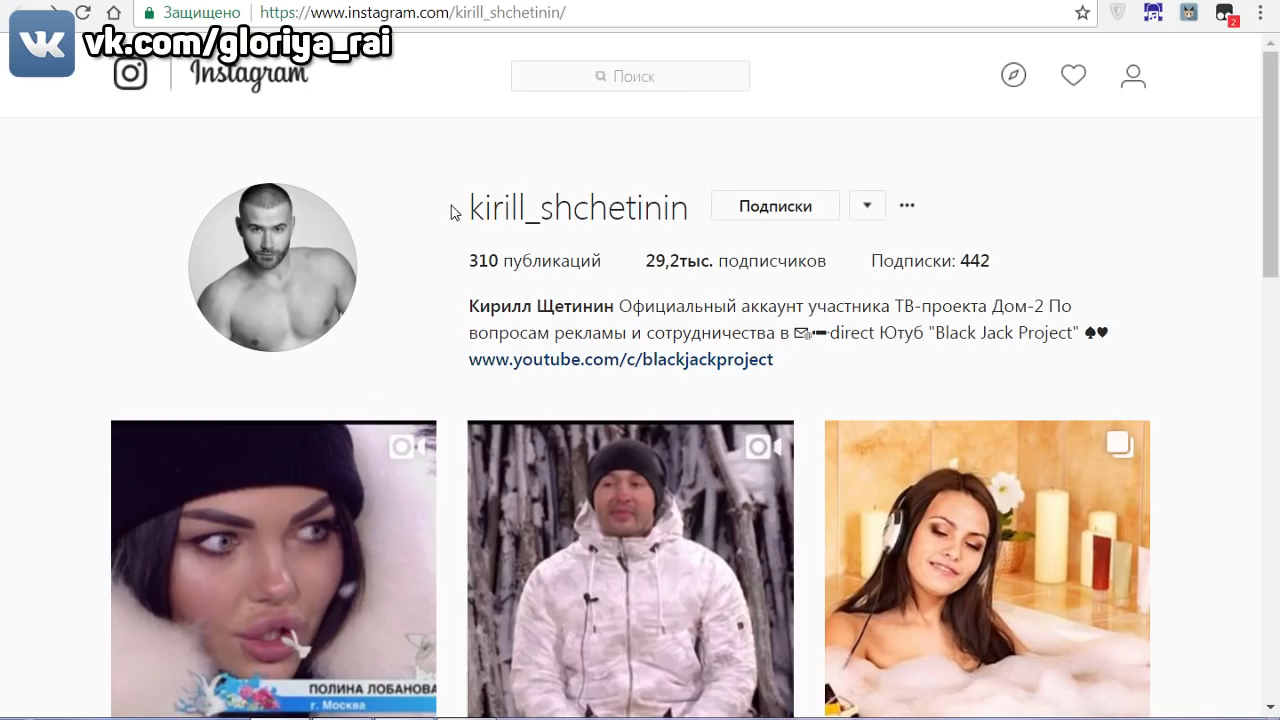 Защищено https://www.instagram.com/kirill_shchetinin/
2
vk.com/gloriya_rai
Instagram
Поиск
kirill_shchetinin Подписки
310 публикаций 29,2тыс. подписчиков Подписки: 442
Кирилл Щетинин Официальный аккаунт участника ТВ-проекта Дом-2 По
вопросам рекламы и сотрудничества в direct Ютуб "Black Jack Project" ♠♥
www.youtube.com/c/blackjackproject
ПОЛИНА ЛОБАНОВА
г. Москва